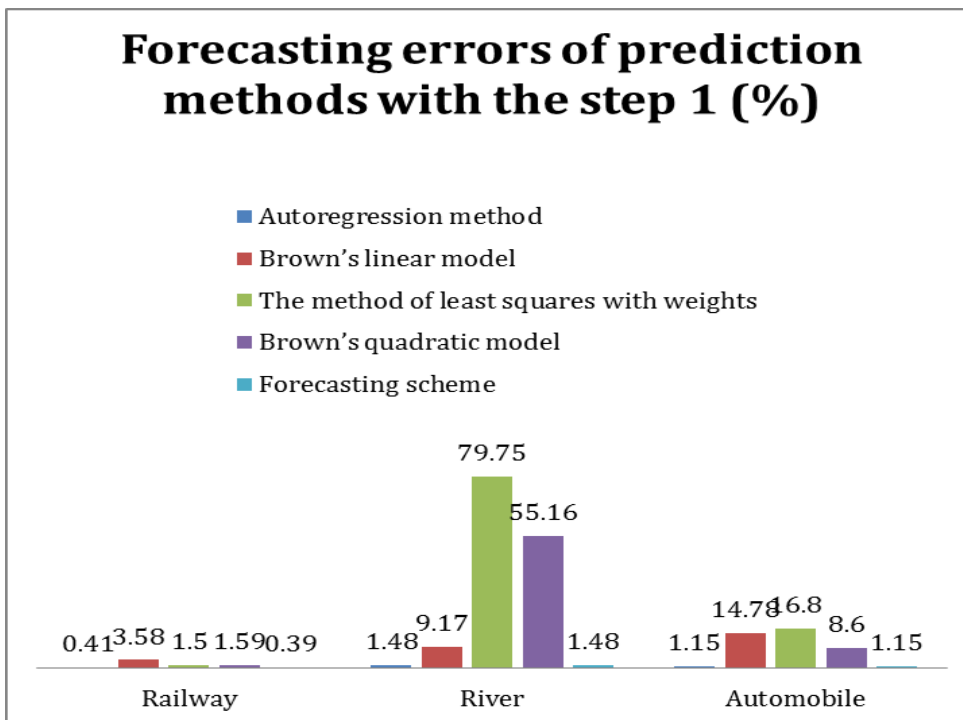 Forecasting errors of prediction
methods with the step 1 (%)
Autoregression method
Brown’s linear model
The method of least squares with weights
Brown’s quadratic model
Forecasting scheme
0.41 3.58 1.5 1.59 0.39
1.48 9.17 79.75 55.16 1.48
1.15 14.78 16.8 8.6 1.15
Railway River Automobile